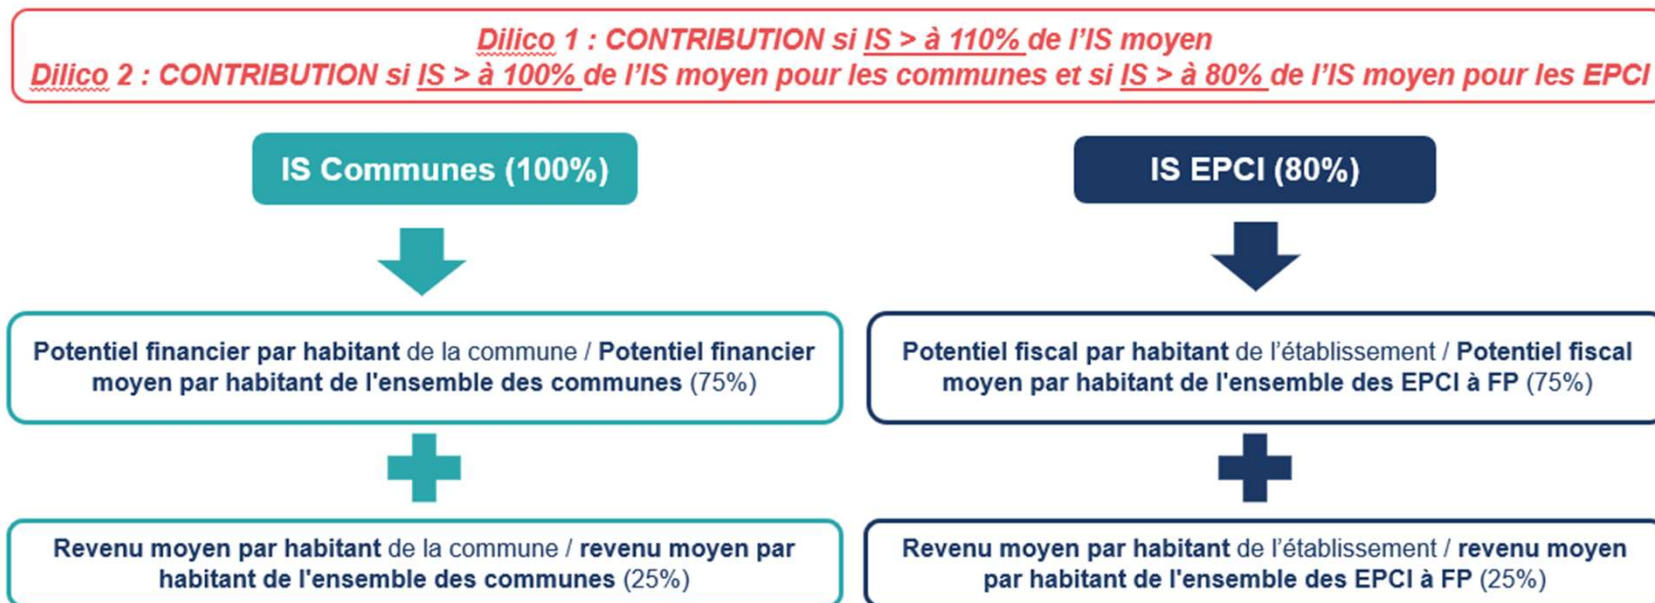 Dilico 1 : CONTRIBUTION si IS > à 110% de l’IS moyen
Dilico 2 : CONTRIBUTION si IS > à 100% de l’IS moyen pour les communes et si IS > à 80% de l’IS moyen pour les EPCI
IS Communes (100%)
IS EPCI (80%)
Potentiel financier par habitant de la commune / Potentiel financier
moyen par habitant de l'ensemble des communes (75%)
Potentiel fiscal par habitant de l’établissement / Potentiel fiscal
moyen par habitant de l'ensemble des EPCI à FP (75%)
Revenu moyen par habitant de la commune / revenu moyen par
habitant de l'ensemble des communes (25%)
Revenu moyen par habitant de l’établissement / revenu moyen
par habitant de l'ensemble des EPCI à FP (25%)